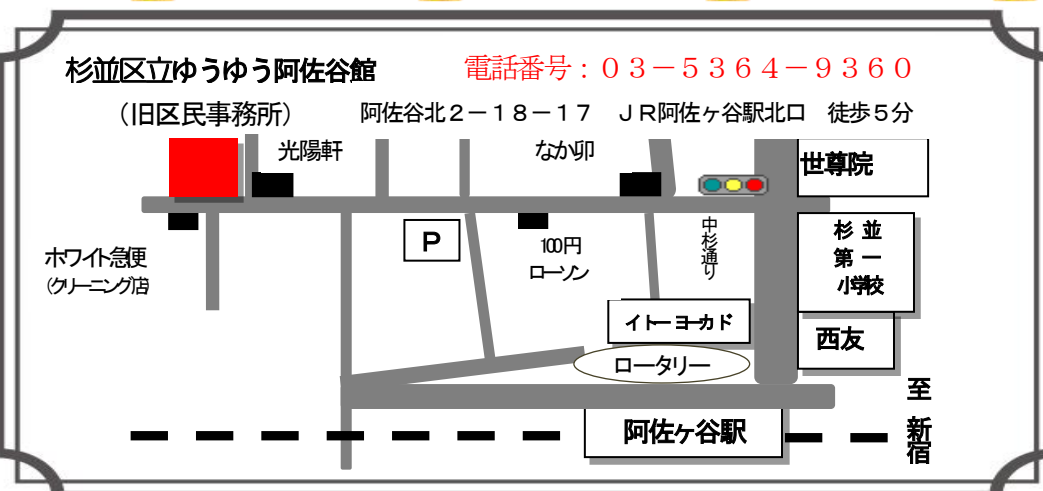 杉並区立ゆうゆう阿佐谷館
電話番号：０３－５３６４－９３６０
（旧区民事務所）
阿佐谷北２－１８－１７　ＪＲ阿佐ヶ谷駅北口　徒歩５分
光陽軒
なか卯
世尊院
P
100円
ローソン
中杉通り
杉並
第一
小学校
ホワイト急便
（クリーニング店
イトーヨーカド
西友
ロータリー
至
新宿
阿佐ヶ谷駅